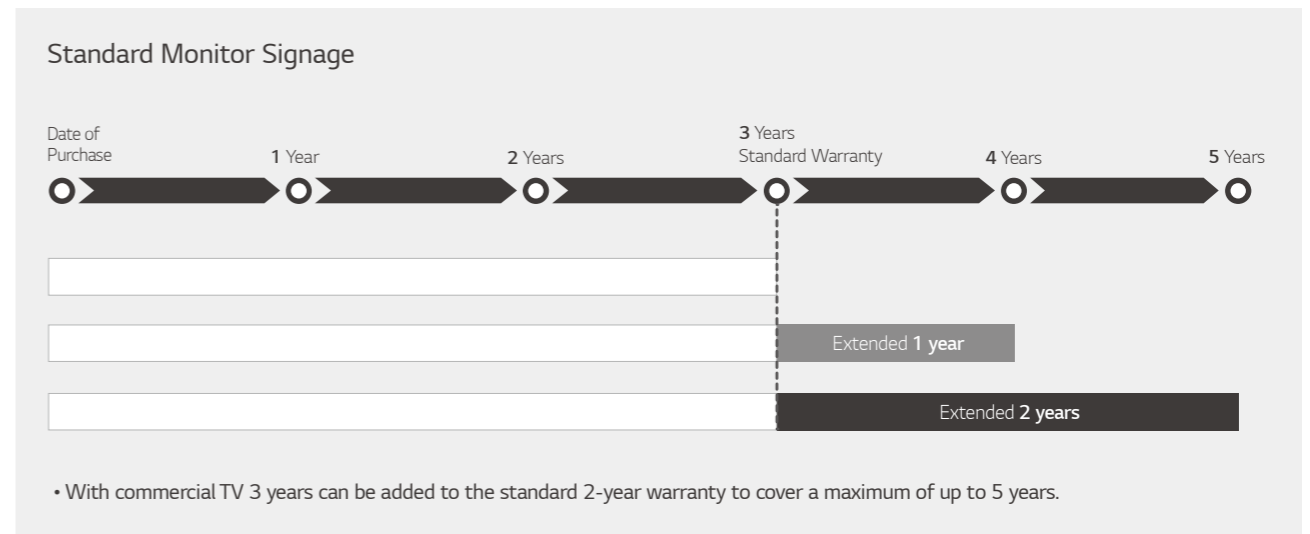 Standard Monitor Signage
Date of
Purchase
1 Year
2 Years
3 Years
Standard Warranty
4 Years
5 Years
Extended 1 year
Extended 2 years
• With commercial TV 3 years can be added to the standard 2-year warranty to cover a maximum of up to 5 years.